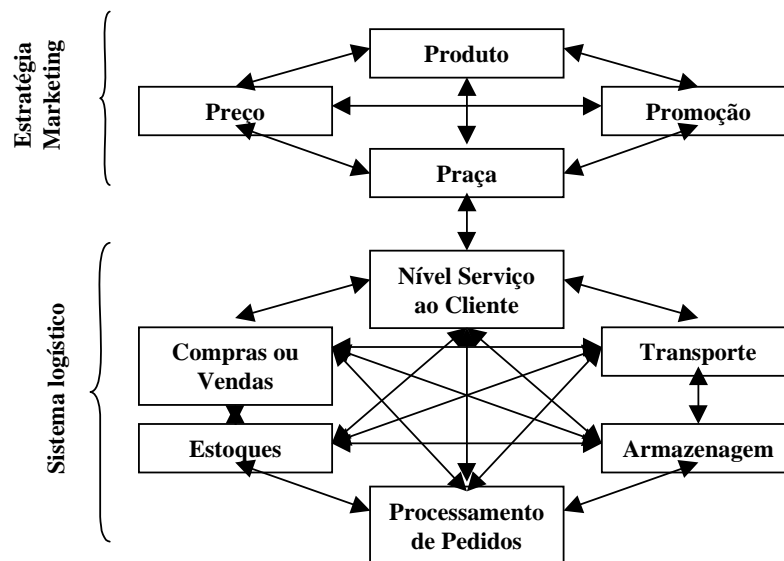 Estratégia
Marketing
Produto
Preço
Promoção
Praça
Sistema logístico
Nível Serviço
ao Cliente
Compras ou
Vendas
Transporte
Estoques
Armazenagem
Processamento
de Pedidos